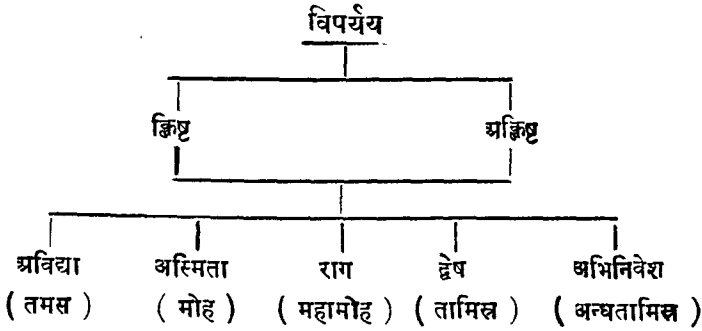 विपर्यय
क्लिष्ट अक्लिष्ट
अविद्या अस्मिता राग द्वेष अभिनिवेश
( तमस ) ( मोह ) ( महामोह ) ( तामिस्र ) ( अन्धतामिस्र )